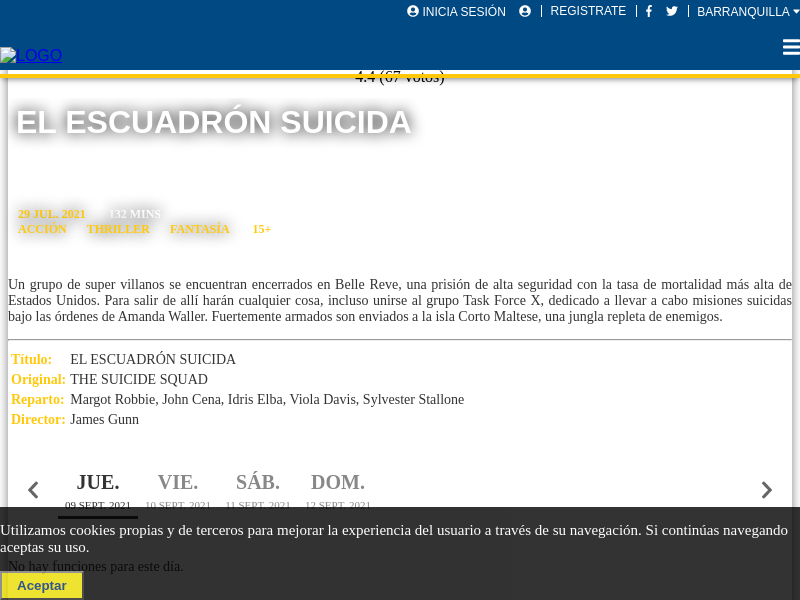 INICIA SESIÓN
REGISTRATE
BARRANQUILLA
LOGO
4.4 (67 votos)
EL ESCUADRÓN SUICIDA
29 JUL. 2021 132 MINS
ACCIÓN THRILLER FANTASÍA 15+
Un grupo de super villanos se encuentran encerrados en Belle Reve, una prisión de alta seguridad con la tasa de mortalidad más alta de
Estados Unidos. Para salir de allí harán cualquier cosa, incluso unirse al grupo Task Force X, dedicado a llevar a cabo misiones suicidas
bajo las órdenes de Amanda Waller. Fuertemente armados son enviados a la isla Corto Maltese, una jungla repleta de enemigos.
Título: EL ESCUADRÓN SUICIDA
Original: THE SUICIDE SQUAD
Reparto: Margot Robbie, John Cena, Idris Elba, Viola Davis, Sylvester Stallone
Director: James Gunn
JUE. VIE. SÁB. DOM.
09 SEPT. 2021 10 SEPT. 2021 11 SEPT. 2021 12 SEPT. 2021
Utilizamos cookies propias y de terceros para mejorar la experiencia del usuario a través de su navegación. Si continúas navegando
aceptas su uso.
No hay funciones para este día.
Aceptar